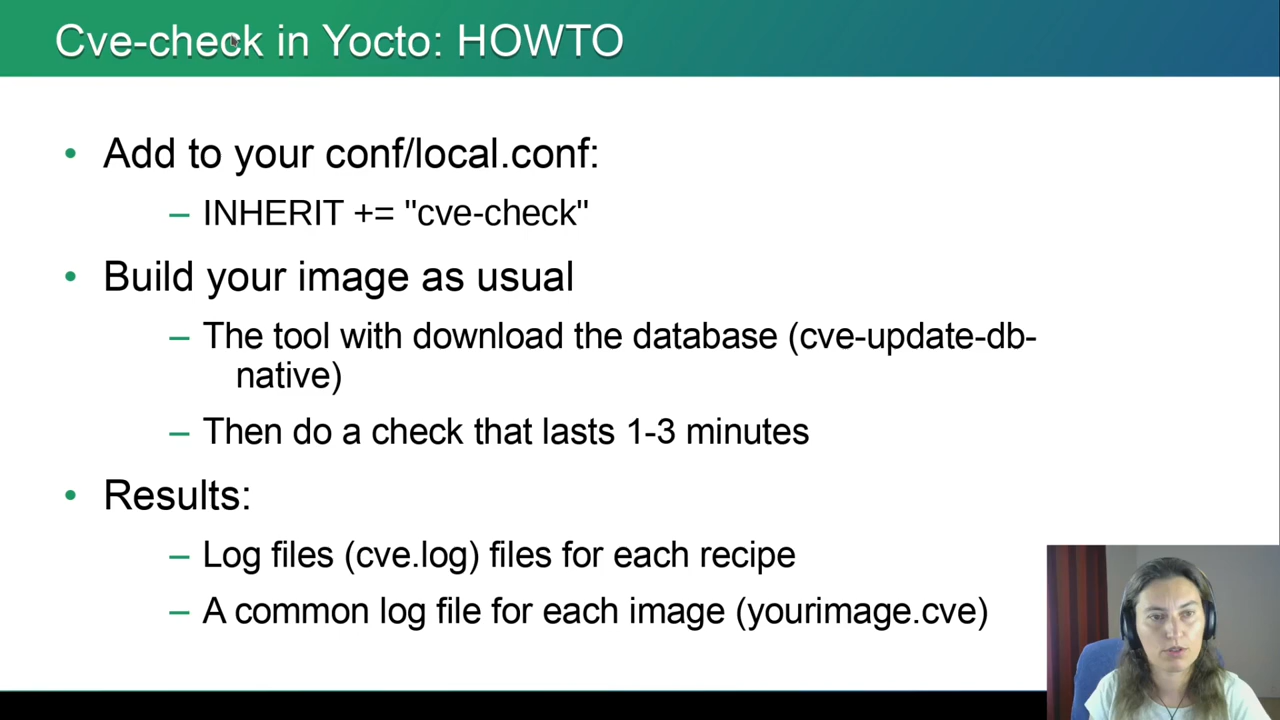 Cve-check in Yocto: HOWTO
• Add to your conf/local.conf:
– INHERIT += "cve-check"
• Build your image as usual
– The tool with download the database (cve-update-db-
native)
– Then do a check that lasts 1-3 minutes
• Results:
– Log files (cve.log) files for each recipe
– A common log file for each image (yourimage.cve)